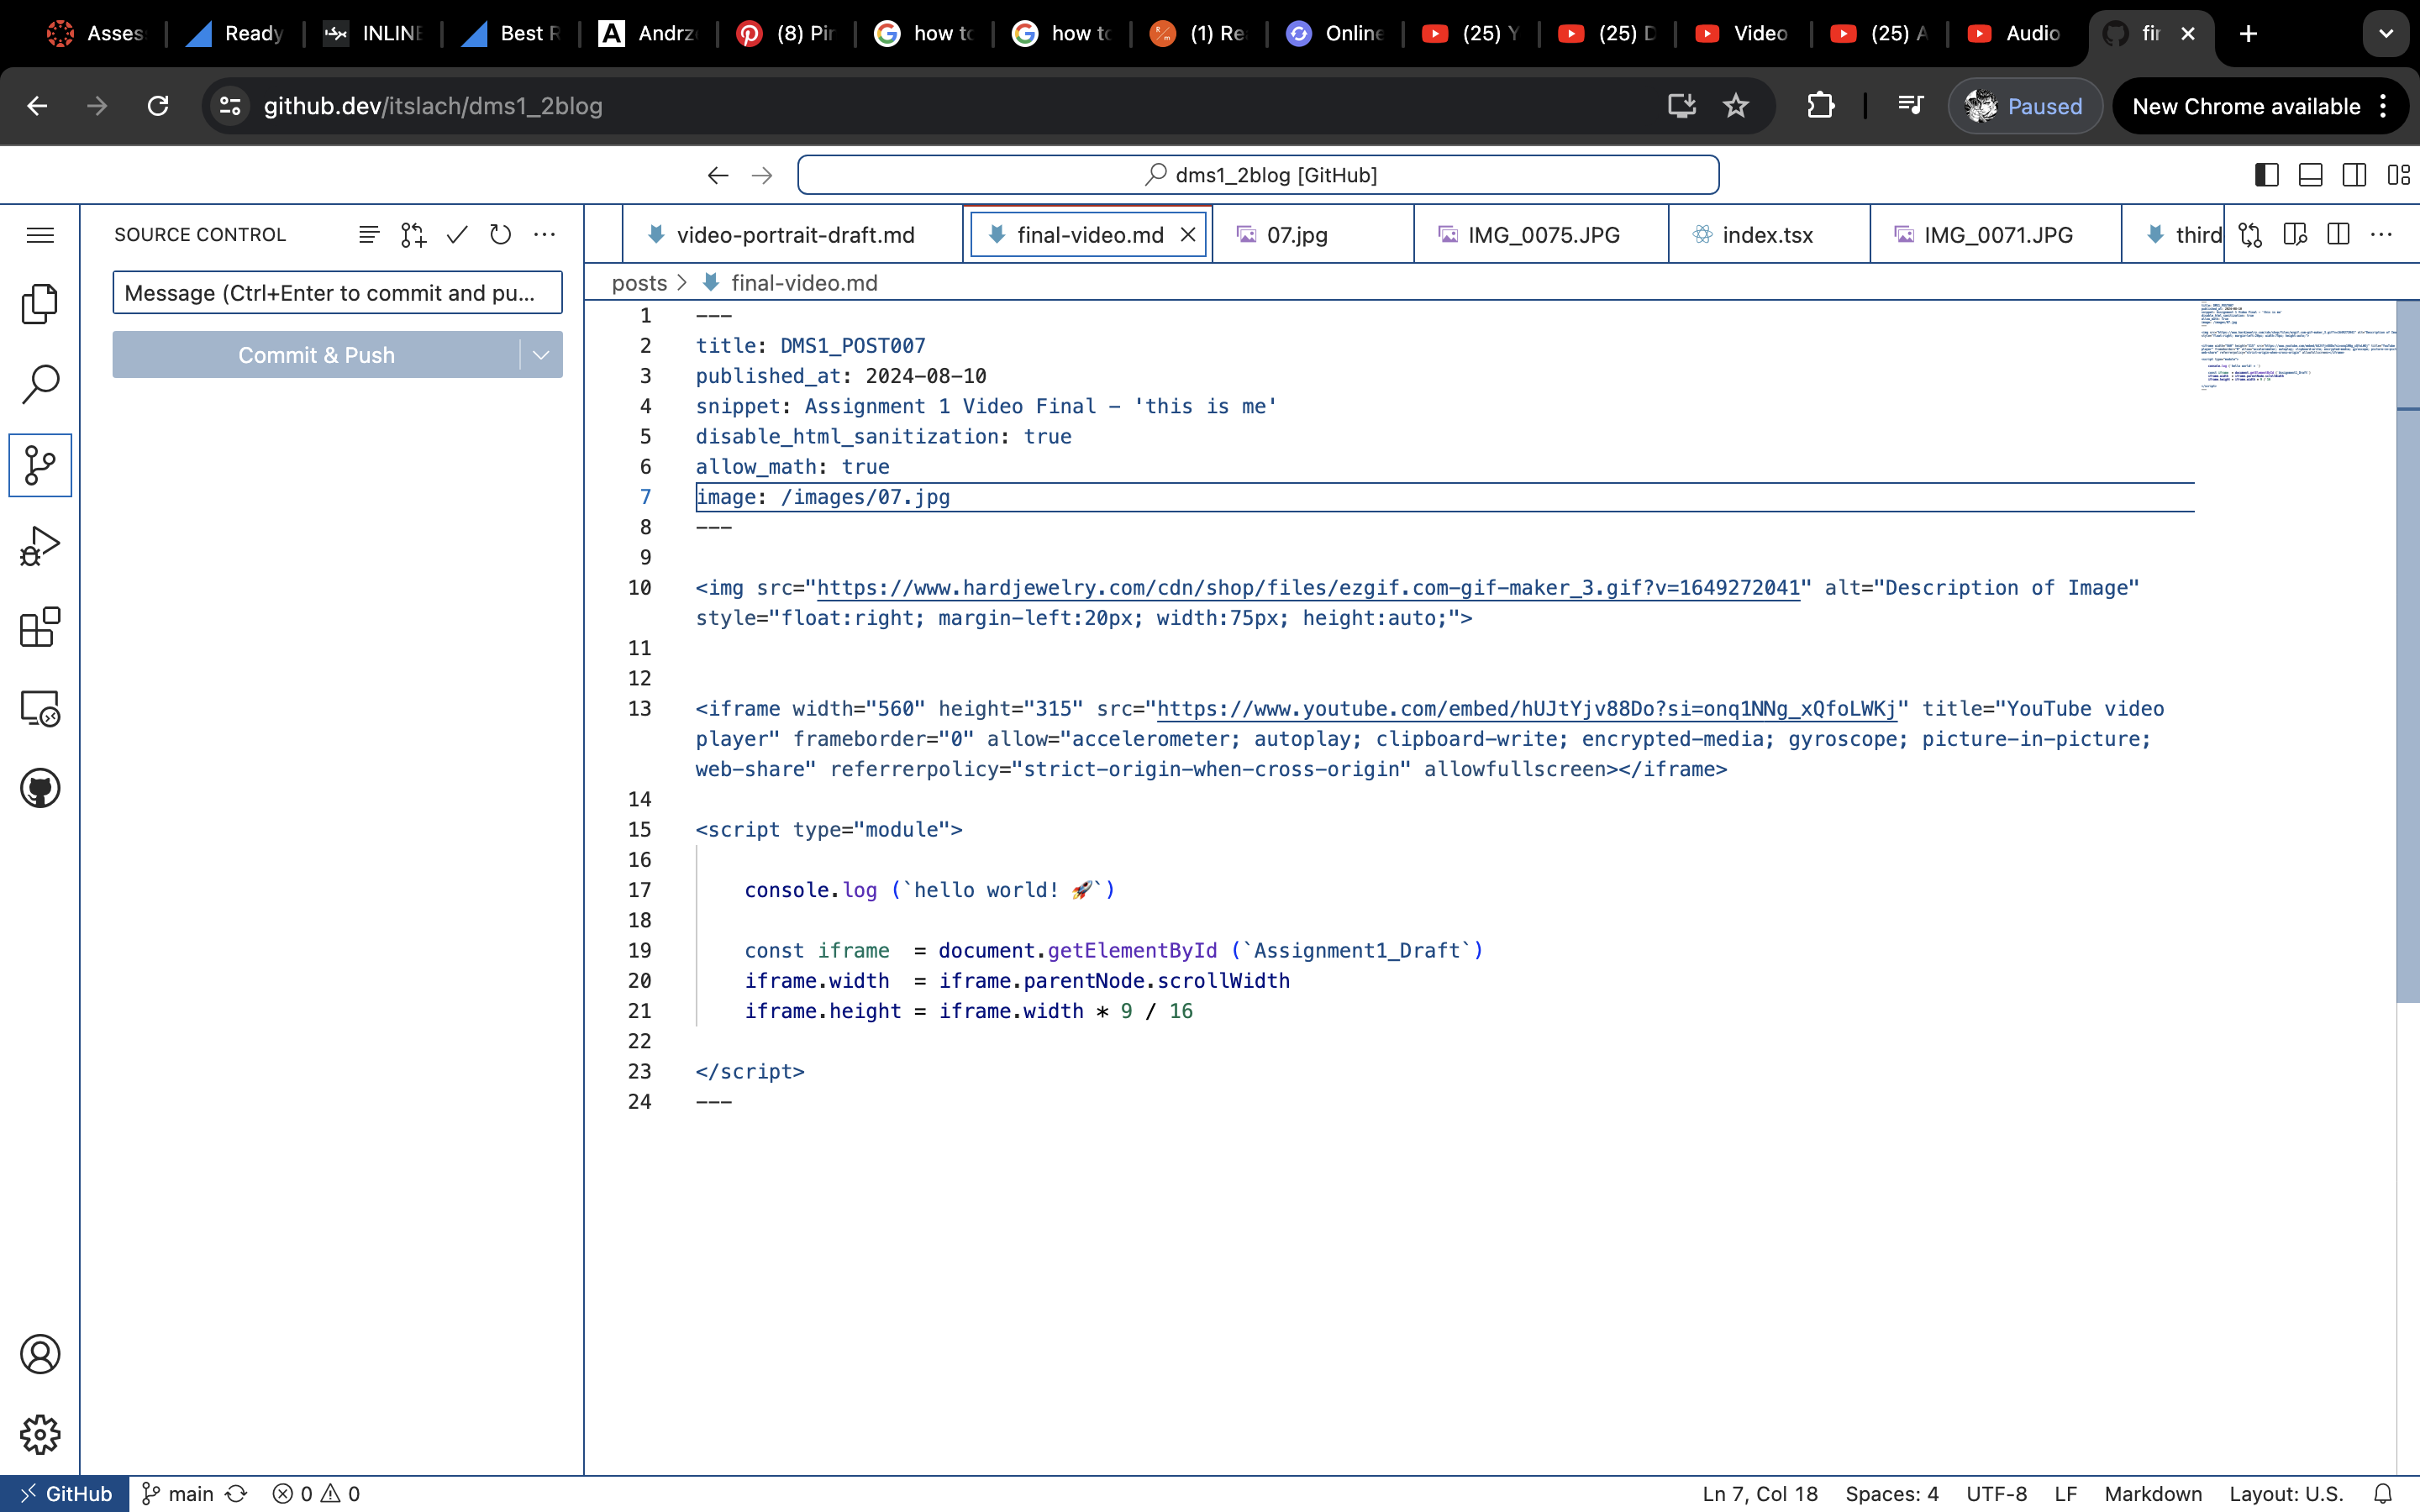 Asses
Ready
INLINE
Best R
Andrz
(8) Pin
how to
how to
(1) Re
Online
(25) Y
(25) D
Video
(25) A
Audio
fin
github.dev/itslach/dms1_2blog
Paused
New Chrome available
dms1_2blog [GitHub]
SOURCE CONTROL
Message (Ctrl+Enter to commit and pu...
Commit & Push
video-portrait-draft.md
final-video.md
07.jpg
IMG_0075.JPG
index.tsx
IMG_0071.JPG
third
posts > final-video.md
1 ---
2 title: DMS1_POST007
3 published_at: 2024-08-10
4 snippet: Assignment 1 Video Final - 'this is me'
5 disable_html_sanitization: true
6 allow_math: true
7 image: /images/07.jpg
8 ---
9
10 <img src="https://www.hardjewelry.com/cdn/shop/files/ezgif.com-gif-maker_3.gif?v=1649272041" alt="Description of Image"
style="float:right; margin-left:20px; width:75px; height:auto;">
11
12
13 <iframe width="560" height="315" src="https://www.youtube.com/embed/hUJtYjv88Do?si=onq1NNg_xQfoLWKj" title="YouTube video
player" frameborder="0" allow="accelerometer; autoplay; clipboard-write; encrypted-media; gyroscope; picture-in-picture;
web-share" referrerpolicy="strict-origin-when-cross-origin" allowfullscreen></iframe>
14
15 <script type="module">
16
17 console.log (`hello world! 🚀`)
18
19 const iframe = document.getElementById (`Assignment1_Draft`)
20 iframe.width = iframe.parentNode.scrollWidth
21 iframe.height = iframe.width * 9 / 16
22
23 </script>
24 ---
GitHub
main
0
0
Ln 7, Col 18
Spaces: 4
UTF-8
LF
Markdown
Layout: U.S.